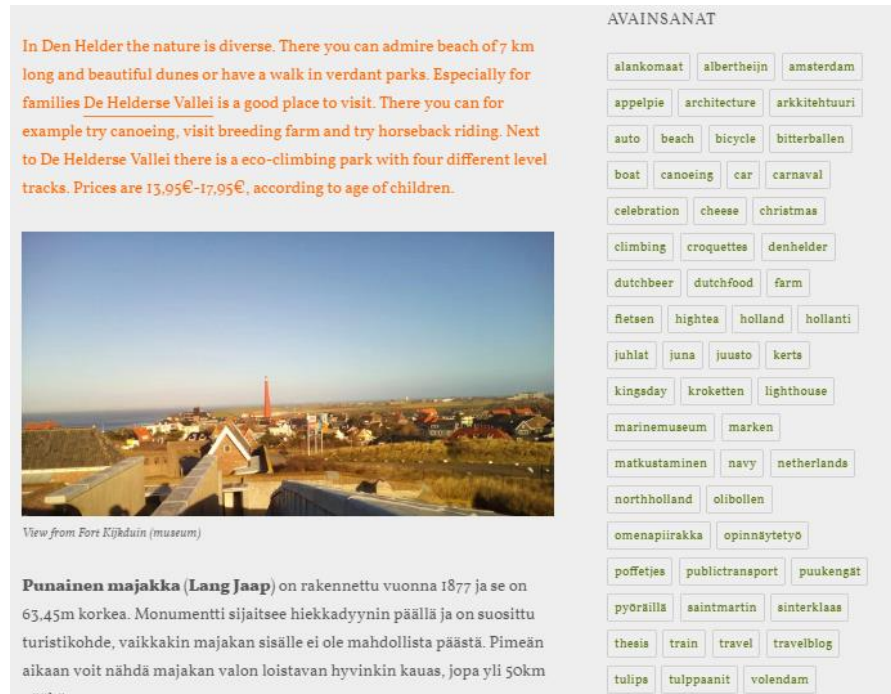 In Den Helder the nature is diverse. There you can admire beach of 7 km
long and beautiful dunes or have a walk in verdant parks. Especially for
families De Helderse Vallei is a good place to visit. There you can for
example try canoeing, visit breeding farm and try horseback riding. Next
to De Helderse Vallei there is a eco-climbing park with four different level
tracks. Prices are 13,95€-17,95€, according to age of children.
View from Fort Kijkduin (museum)
Punainen majakka (Lang Jaap) on rakennettu vuonna 1877 ja se on
63,45m korkea. Monumentti sijaitsee hiekkadyynin päällä ja on suosittu
turistikohde, vaikkakin majakan sisälle ei ole mahdollista päästä. Pimeän
aikaan voit nähdä majakan valon loistavan hyvinkin kauas, jopa yli 50km
AVAINSANAT
alankomaat albertheijn amsterdam
appelpie architecture arkkitehtuuri
auto beach bicycle bitterballen
boat canoeing car carnaval
celebration cheese christmas
climbing croquettes denhelder
dutchbeer dutchfood farm
fietsen hightea holland hollanti
juhlat juna juusto kerts
kingsday kroketten lighthouse
marinemuseum marken
matkustaminen navy netherlands
northholland olibollen
omenapiirakka opinnäytetyö
poffetjes publictransport puukengät
pyöräillä saintmartin sinterklaas
thesis train travel travelblog
tulips tulppaanit volendam